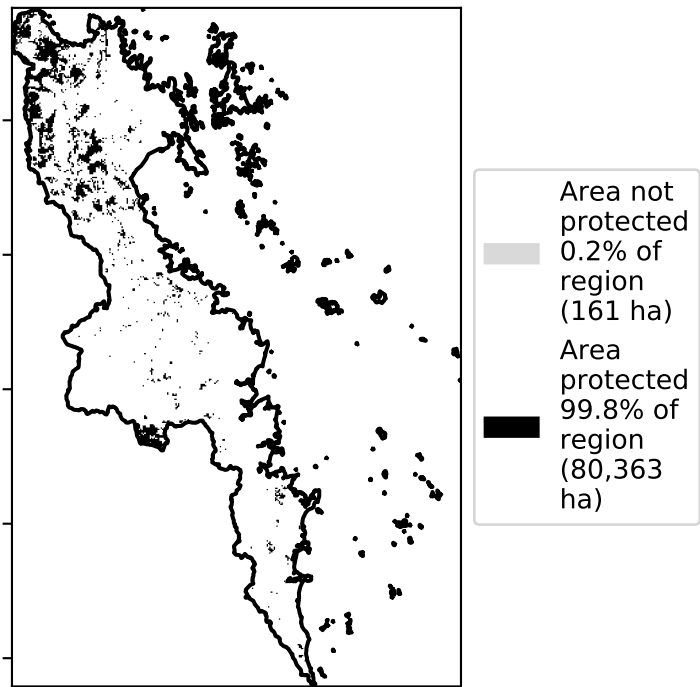 Area not
protected
0.2% of
region
(161 ha)
Area
protected
99.8% of
region
(80,363
ha)